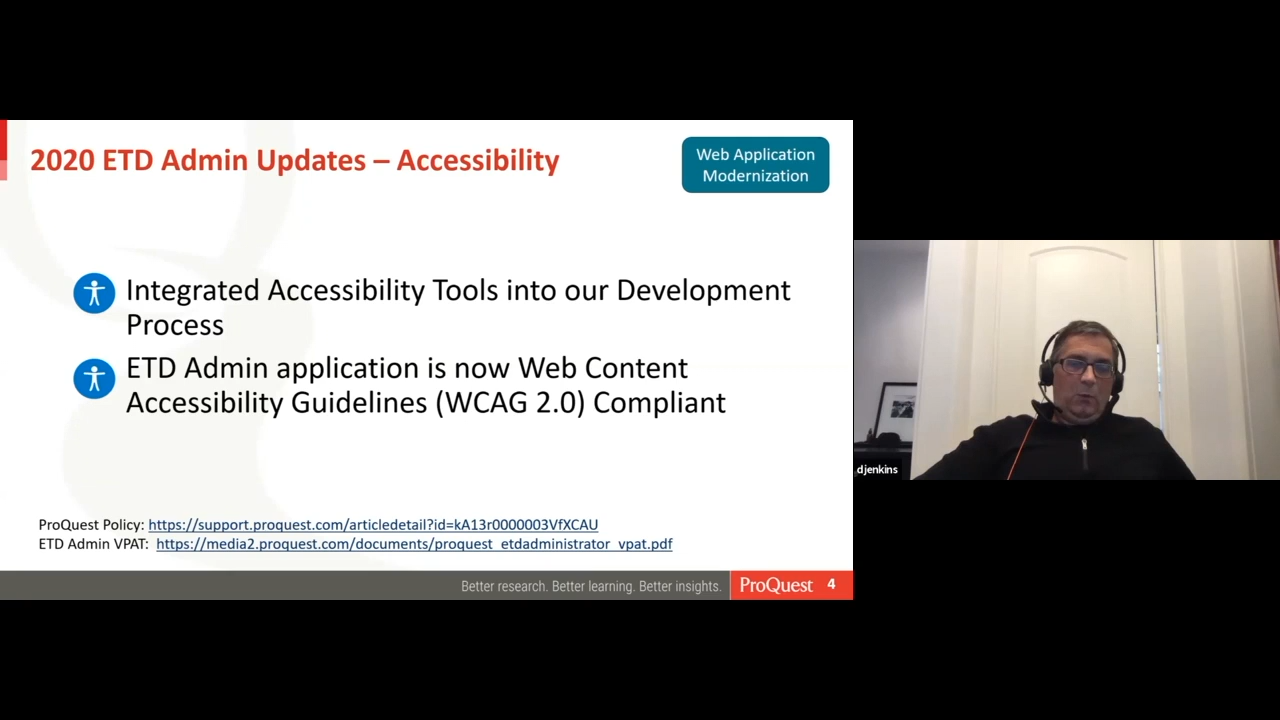 2020 ETD Admin Updates – Accessibility
Web Application
Modernization
Integrated Accessibility Tools into our Development
Process
ETD Admin application is now Web Content
Accessibility Guidelines (WCAG 2.0) Compliant
ProQuest Policy: https://support.proquest.com/articledetail?id=kA13r0000003VfXCAU
ETD Admin VPAT: https://media2.proquest.com/documents/proquest_etdadministrator_vpat.pdf
Better research. Better learning. Better insights.
ProQuest 4
djenkins